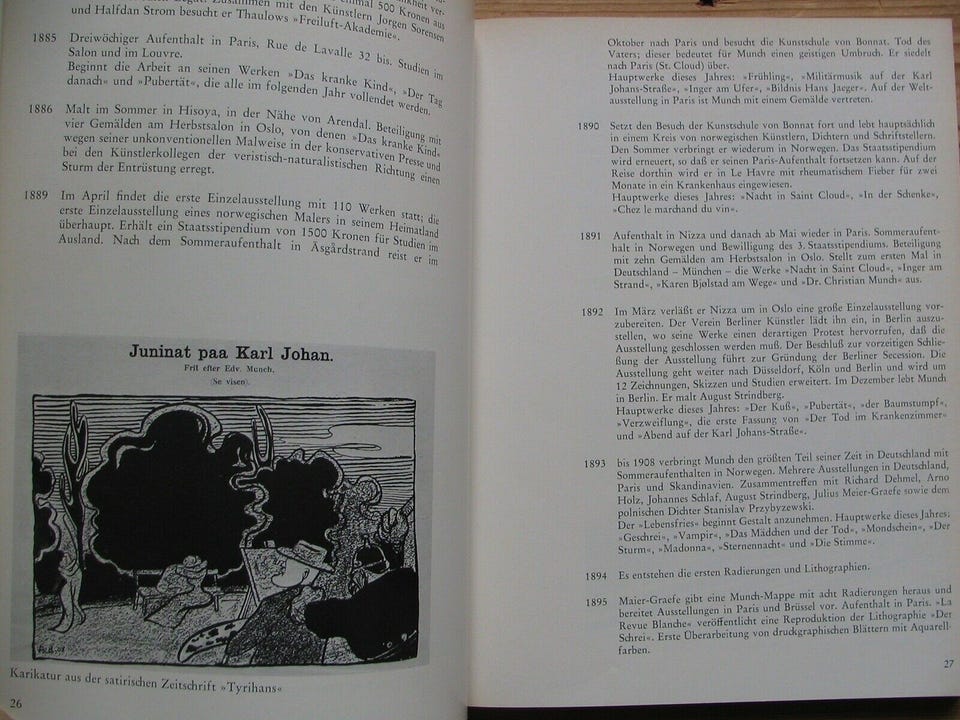 500 Kronen aus
Zusammen mit den Künstlern Jorgen Sorensen
und Halfdan Strom besucht er Thaulows »Freiluft-Akademie«.
1885 Dreiwöchiger Aufenthalt in Paris, Rue de Lavalle 32 bis. Studien im
Salon und im Louvre.
Beginnt die Arbeit an seinen Werken »Das kranke Kind«, »Der Tag
danach« und »Pubertät«, die alle im folgenden Jahr vollendet werden.
1886 Malt im Sommer in Hisoya, in der Nähe von Arendal. Beteiligung mit
vier Gemälden am Herbstsalon in Oslo, von denen »Das kranke Kind«
wegen seiner unkonventionellen Malweise in der konservativen Presse und
bei den Künstlerkollegen der veristisch-naturalistischen Richtung einen
Sturm der Entrüstung erregt.
1889 Im April findet die erste Einzelausstellung mit 110 Werken statt; die
erste Einzelausstellung eines norwegischen Malers in seinem Heimatland
überhaupt. Erhält ein Staatsstipendium von 1500 Kronen für Studien im
Ausland. Nach dem Sommeraufenthalt in Åsgårdstrand reist er im
Juninat paa Karl Johan.
Frit efter Edv. Munch.
(Se visen).
Karikatur aus der satirischen Zeitschrift »Tyrihans«
26
Oktober nach Paris und besucht die Kunstschule von Bonnat. Tod des
Vaters; dieser bedeutet für Munch einen geistigen Umbruch. Er siedelt
nach Paris (St. Cloud) über.
Hauptwerke dieses Jahres: »Frühling«, »Militärmusik auf der Karl
Johans-Straße«, »Inger am Ufer«, »Bildnis Hans Jaeger«. Auf der Welt-
ausstellung in Paris ist Munch mit einem Gemälde vertreten.
1890 Setzt den Besuch der Kunstschule von Bonnat fort und lebt hauptsächlich
in einem Kreis von norwegischen Künstlern, Dichtern und Schriftstellern.
Den Sommer verbringt er wiederum in Norwegen. Das Staatsstipendium
wird erneuert, so daß er seinen Paris-Aufenthalt fortsetzen kann. Auf der
Reise dorthin wird er in Le Havre mit rheumatischem Fieber für zwei
Monate in ein Krankenhaus eingewiesen.
Hauptwerke dieses Jahres: »Nacht in Saint Cloud«, »In der Schenke«,
»Chez le marchand du vin«.
1891 Aufenthalt in Nizza und danach ab Mai wieder in Paris. Sommeraufent-
halt in Norwegen und Bewilligung des 3. Staatsstipendiums. Beteiligung
mit zehn Gemälden am Herbstsalon in Oslo. Stellt zum ersten Mal in
Deutschland – München – die Werke »Nacht in Saint Cloud«, »Inger am
Strand«, »Karen Bjølstad am Wege« und »Dr. Christian Munch« aus.
1892 Im März verläßt er Nizza um in Oslo eine große Einzelausstellung vor-
zubereiten. Der Verein Berliner Künstler lädt ihn ein, in Berlin auszu-
stellen, wo seine Werke einen derartigen Protest hervorrufen, daß die
Ausstellung geschlossen werden muß. Der Beschluß zur vorzeitigen Schlie-
ßung der Ausstellung führt zur Gründung der Berliner Secession. Die
Ausstellung geht weiter nach Düsseldorf, Köln und Berlin und wird um
12 Zeichnungen, Skizzen und Studien erweitert. Im Dezember lebt Munch
in Berlin. Er malt August Strindberg.
Hauptwerke dieses Jahres: »Der Kuß«, »Pubertät«, »der Baumstumpf«,
»Verzweiflung«, die erste Fassung von »Der Tod im Krankenzimmer«
und »Abend auf der Karl Johans-Straße«.
1893 bis 1908 verbringt Munch den größten Teil seiner Zeit in Deutschland mit
Sommeraufenthalten in Norwegen. Mehrere Ausstellungen in Deutschland,
Paris und Skandinavien. Zusammentreffen mit Richard Dehmel, Arno
Holz, Johannes Schlaf, August Strindberg, Julius Meier-Graefe sowie dem
polnischen Dichter Stanislav Przybyzewski.
Der »Lebensfries« beginnt Gestalt anzunehmen. Hauptwerke dieses Jahres:
»Geschrei«, »Vampir«, »Das Mädchen und der Tod«, »Mondschein«, »Der
Sturm«, »Madonna«, »Sternennacht« und »Die Stimme«.
1894 Es entstehen die ersten Radierungen und Lithographien.
1895 Maier-Graefe gibt eine Munch-Mappe mit acht Radierungen heraus und
bereitet Ausstellungen in Paris und Brüssel vor. Aufenthalt in Paris. »La
Revue Blanche« veröffentlicht eine Reproduktion der Lithographie »Der
Schrei«. Erste Überarbeitung von druckgraphischen Blättern mit Aquarell-
farben.
27